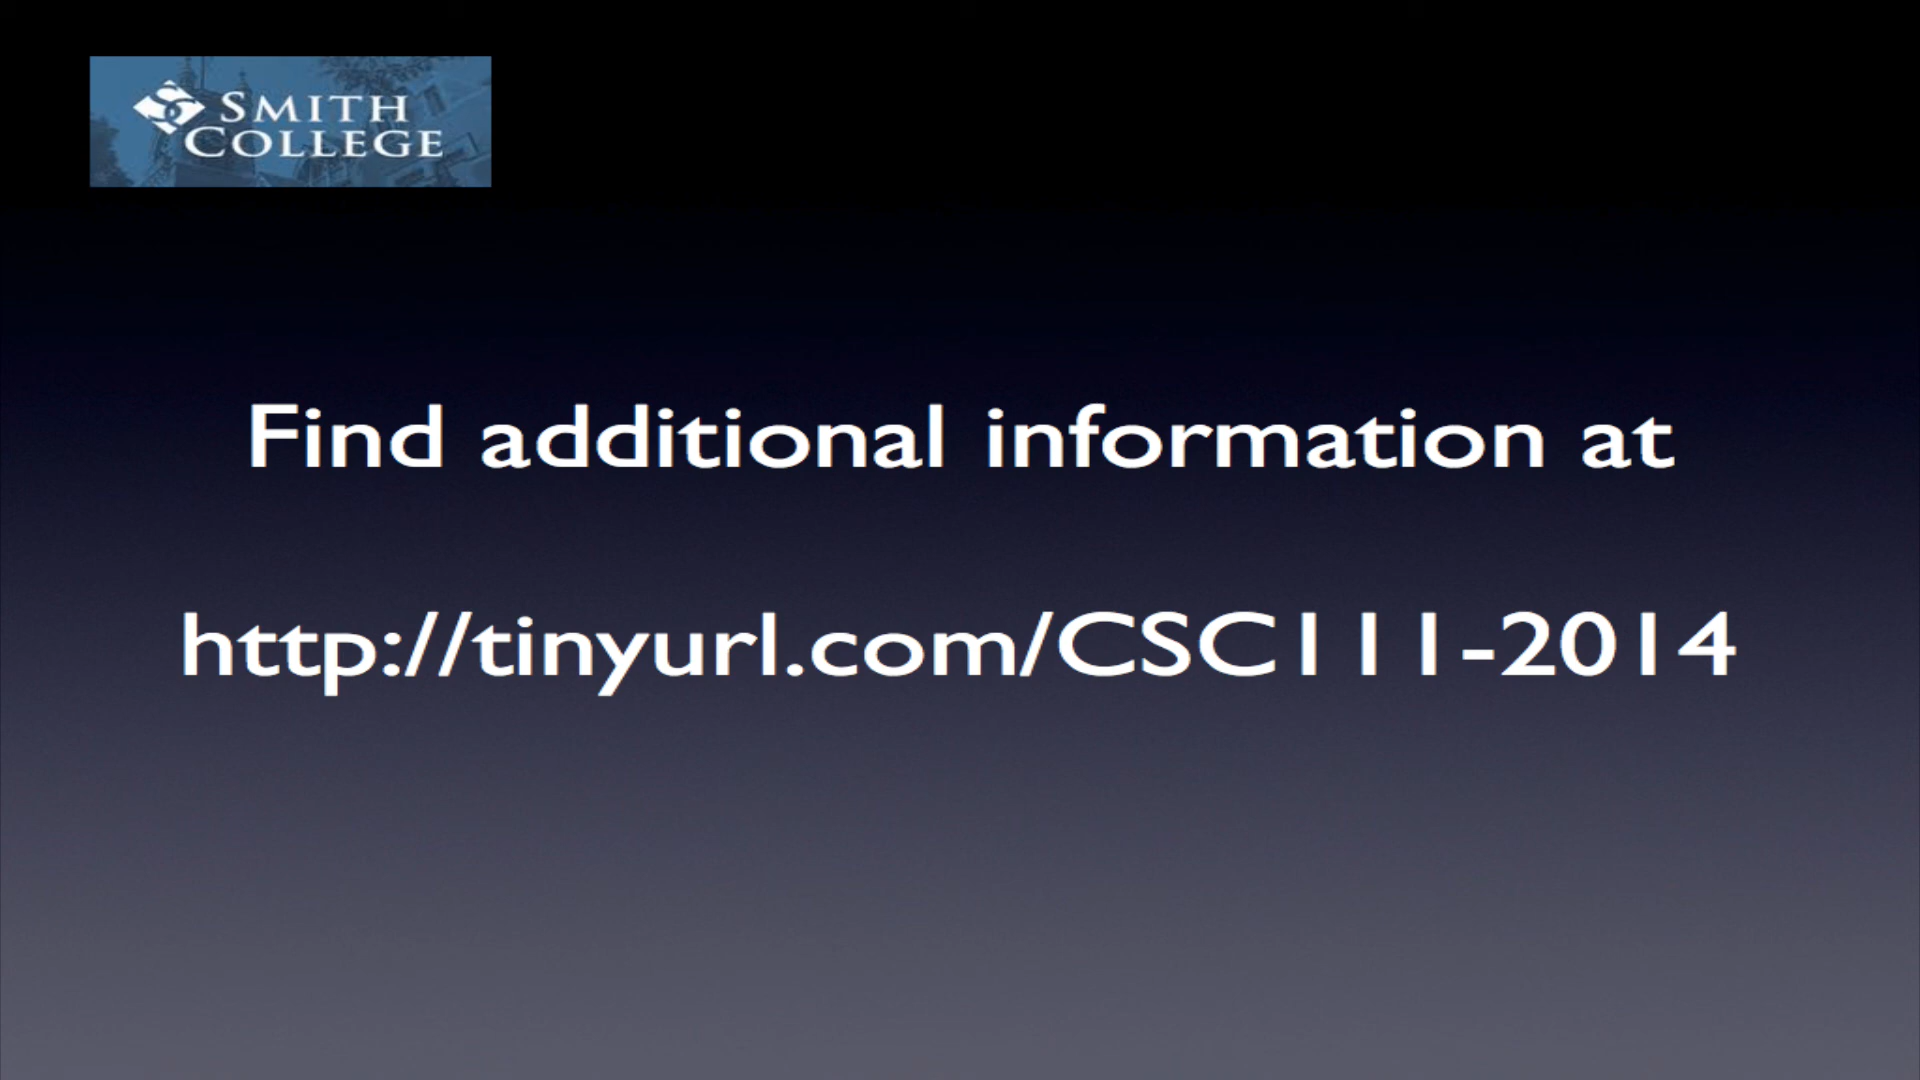 SMITH
COLLEGE
Find additional information at
http://tinyurl.com/CSC111-2014